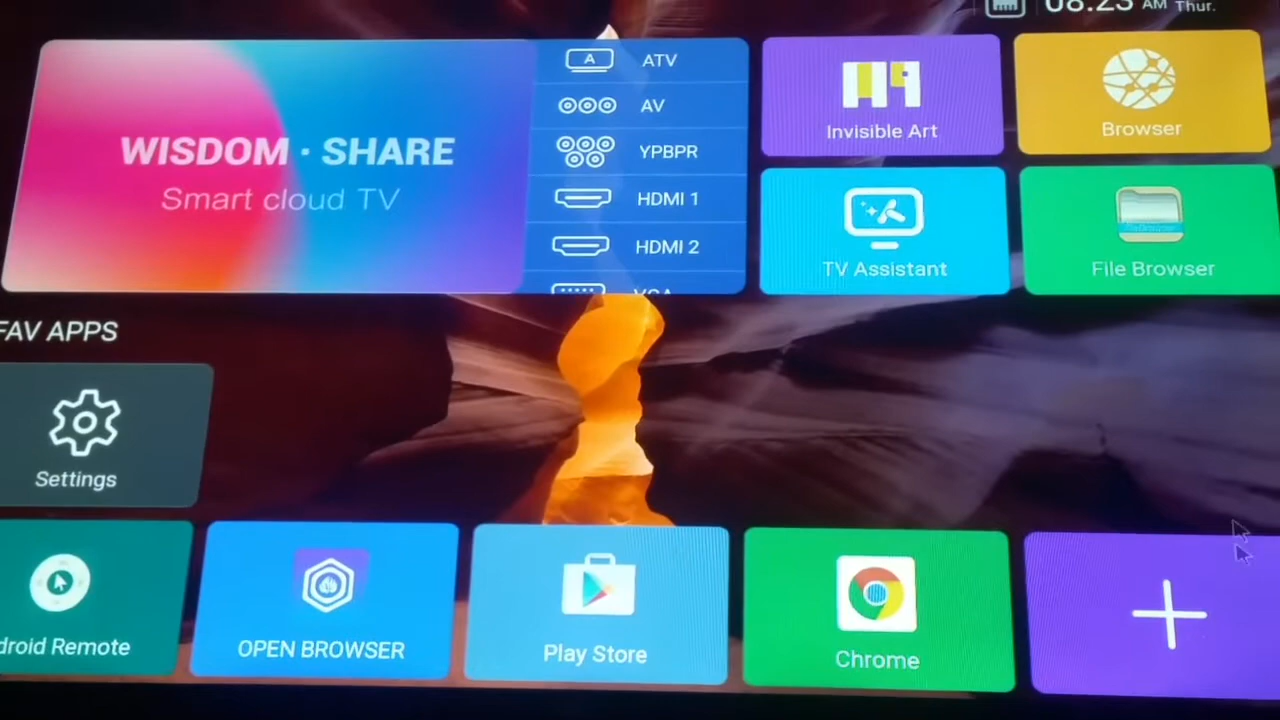 08:23 AM Thur.
WISDOM · SHARE
Smart cloud TV
A
ATV
AV
YPBPR
HDMI 1
HDMI 2
VGA
Invisible Art
Browser
TV Assistant
File Browser
FAV APPS
Settings
droid Remote
OPEN BROWSER
Play Store
Chrome